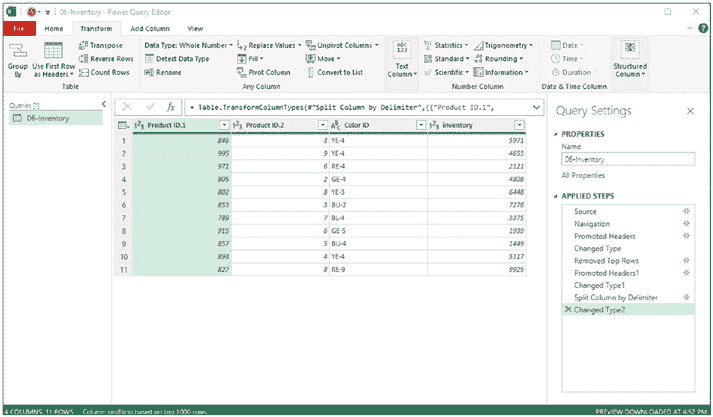 06-Inventory - Power Query Editor
File Home Transform Add Column View
Group By
Use First Row as Headers
Transpose
Reverse Rows
Count Rows
Table
Data Type: Whole Number
Detect Data Type
Rename
Replace Values
Fill
Pivot Column
Unpivot Columns
Move
Convert to List
Any Column
ABC
123
Text Column
Statistics
Standard
Scientific
Trigonometry
Rounding
Information
Number Column
Date
Time
Duration
Date & Time Column
Structured Column
Queries [1]
06-Inventory
fx = Table.TransformColumnTypes(#"Split Column by Delimiter",{{"Product ID.1",
Product ID.1 Product ID.2 Color ID inventory
1 846 3 YE-4 5971
2 995 9 YE-4 4655
3 971 6 RE-4 2121
4 805 2 GE-4 4808
5 802 8 YE-3 6448
6 853 3 BU-2 7276
7 789 7 BU-4 3375
8 915 6 GE-5 1939
9 857 5 BU-4 1449
10 893 4 YE-4 5117
11 827 8 RE-9 9925
Query Settings
PROPERTIES
Name
06-Inventory
All Properties
APPLIED STEPS
Source
Navigation
Promoted Headers
Changed Type
Removed Top Rows
Promoted Headers1
Changed Type1
Split Column by Delimiter
Changed Type2
4 COLUMNS, 11 ROWS Column profiling based on top 1000 rows
PREVIEW DOWNLOADED AT 4:57 PM